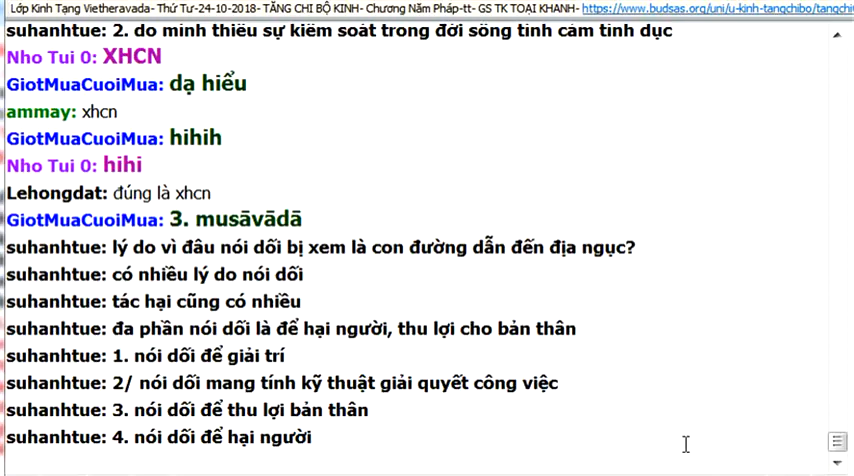 Lớp Kinh Tạng Vietheravada- Thứ Tư-24-10-2018- TĂNG CHI BỘ KINH- Chương Năm Pháp-tt- GS TK TOẠI KHANH- https://www.budsas.org/uni/u-kinh-tangchibo/tangchi
suhanhtue: 2. do mình thiếu sự kiểm soát trong đời sống tình cảm tình dục
Nho Tui 0: XHCN
GiotMuaCuoiMua: dạ hiểu
ammay: xhcn
GiotMuaCuoiMua: hihih
Nho Tui 0: hihi
Lehongdat: đúng là xhcn
GiotMuaCuoiMua: 3. musāvādā
suhanhtue: lý do vì đâu nói dối bị xem là con đường dẫn đến địa ngục?
suhanhtue: có nhiều lý do nói dối
suhanhtue: tác hại cũng có nhiều
suhanhtue: đa phần nói dối là để hại người, thu lợi cho bản thân
suhanhtue: 1. nói dối để giải trí
suhanhtue: 2/ nói dối mang tính kỹ thuật giải quyết công việc
suhanhtue: 3. nói dối để thu lợi bản thân
suhanhtue: 4. nói dối để hại người